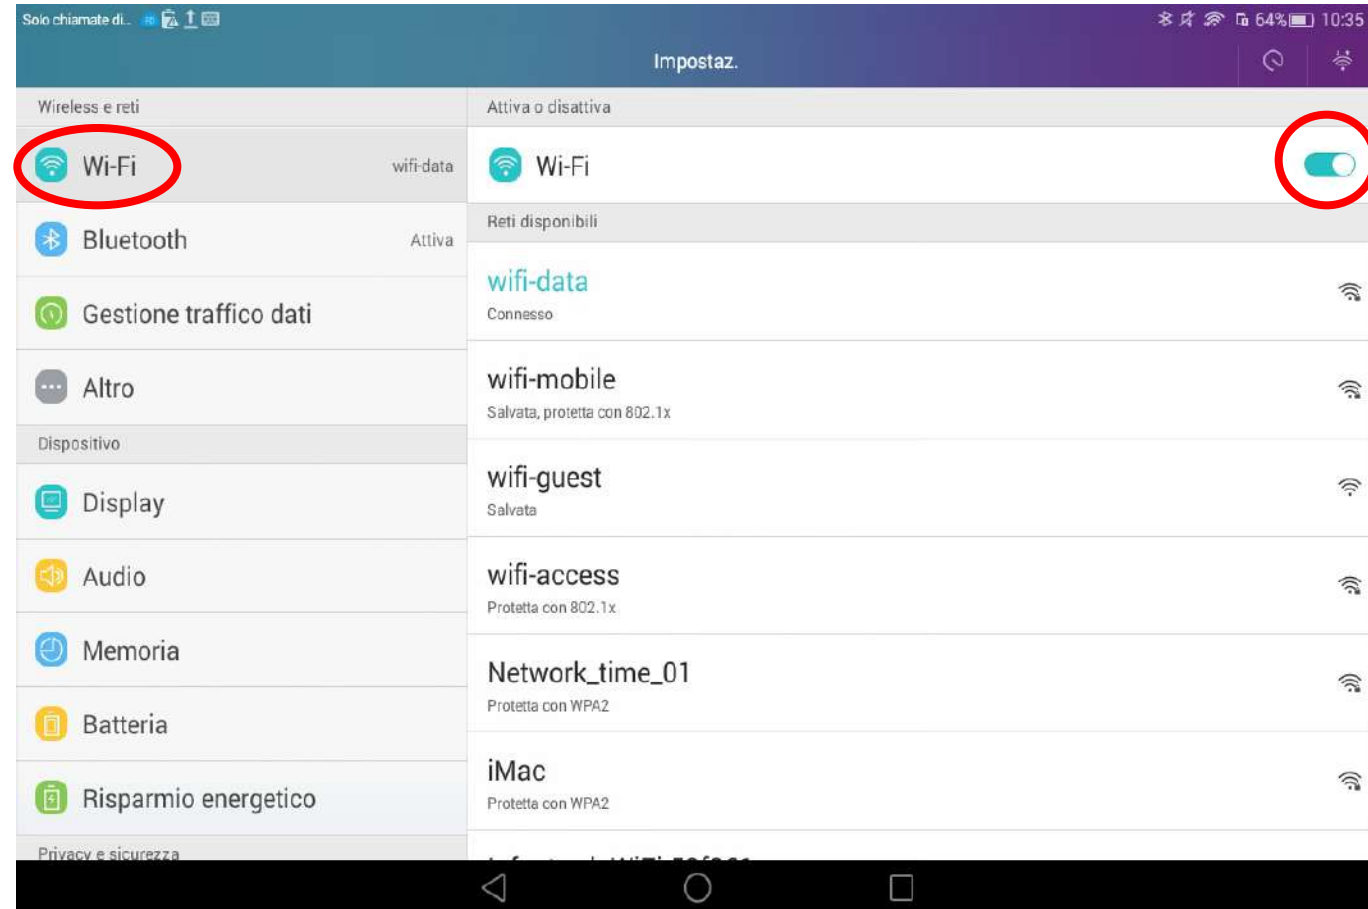 Solo chiamate di..
64% 10:35
Impostaz.
Wireless e reti
Wi-Fi wifi-data
Bluetooth Attiva
Gestione traffico dati
Altro
Dispositivo
Display
Audio
Memoria
Batteria
Risparmio energetico
Privacy e sicurezza
Attiva o disattiva
Wi-Fi
Reti disponibili
wifi-data
Connesso
wifi-mobile
Salvata, protetta con 802.1x
wifi-guest
Salvata
wifi-access
Protetta con 802.1x
Network_time_01
Protetta con WPA2
iMac
Protetta con WPA2